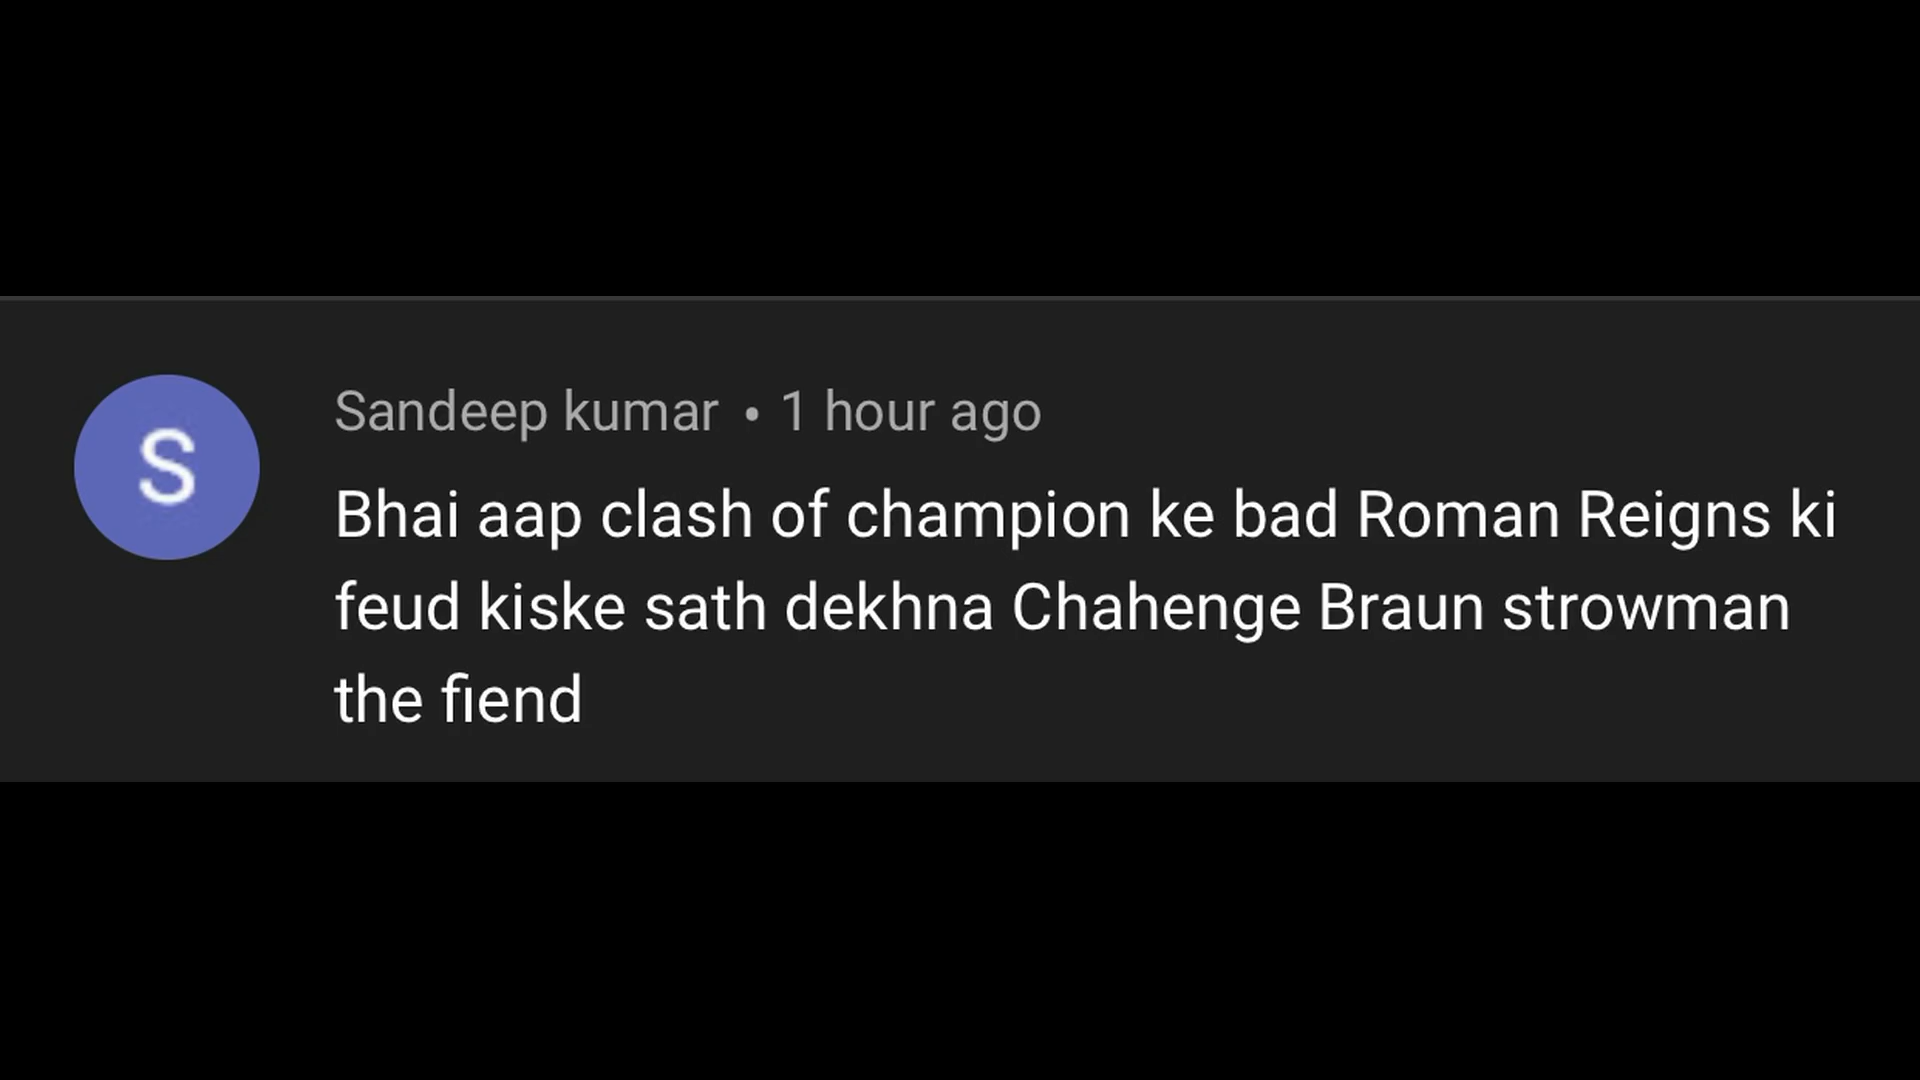 S
Sandeep kumar • 1 hour ago
Bhai aap clash of champion ke bad Roman Reigns ki
feud kiske sath dekhna Chahenge Braun strowman
the fiend